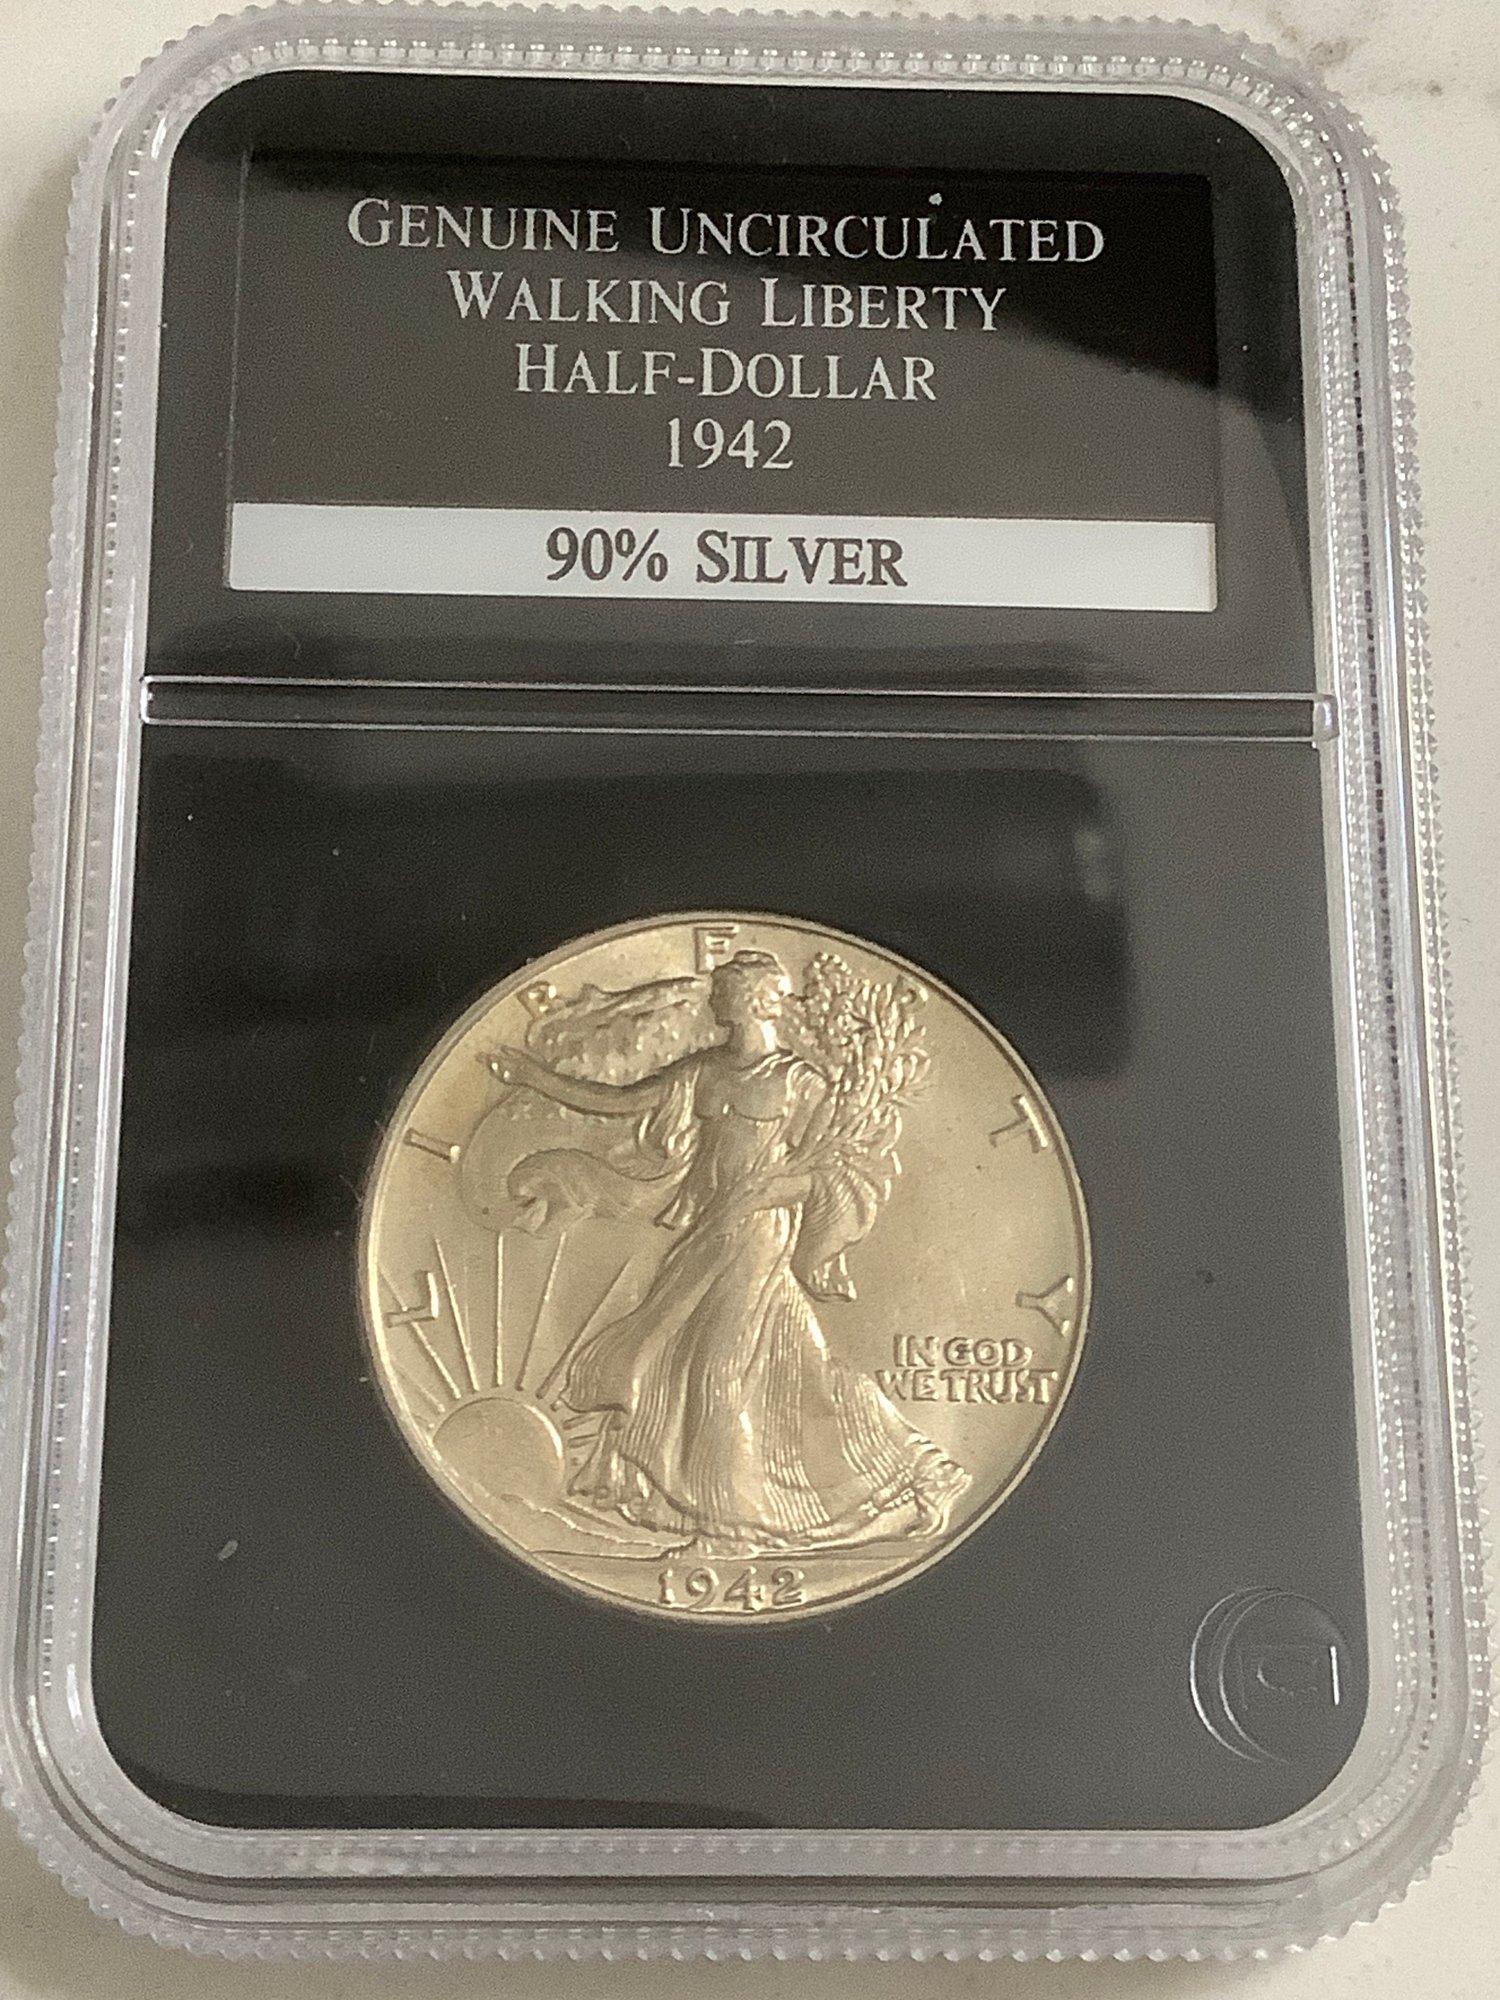 GENUINE UNCIRCULATED
WALKING LIBERTY
HALF-DOLLAR
1942
90% SILVER
LIBERTY
IN GOD
WE TRUST
1942